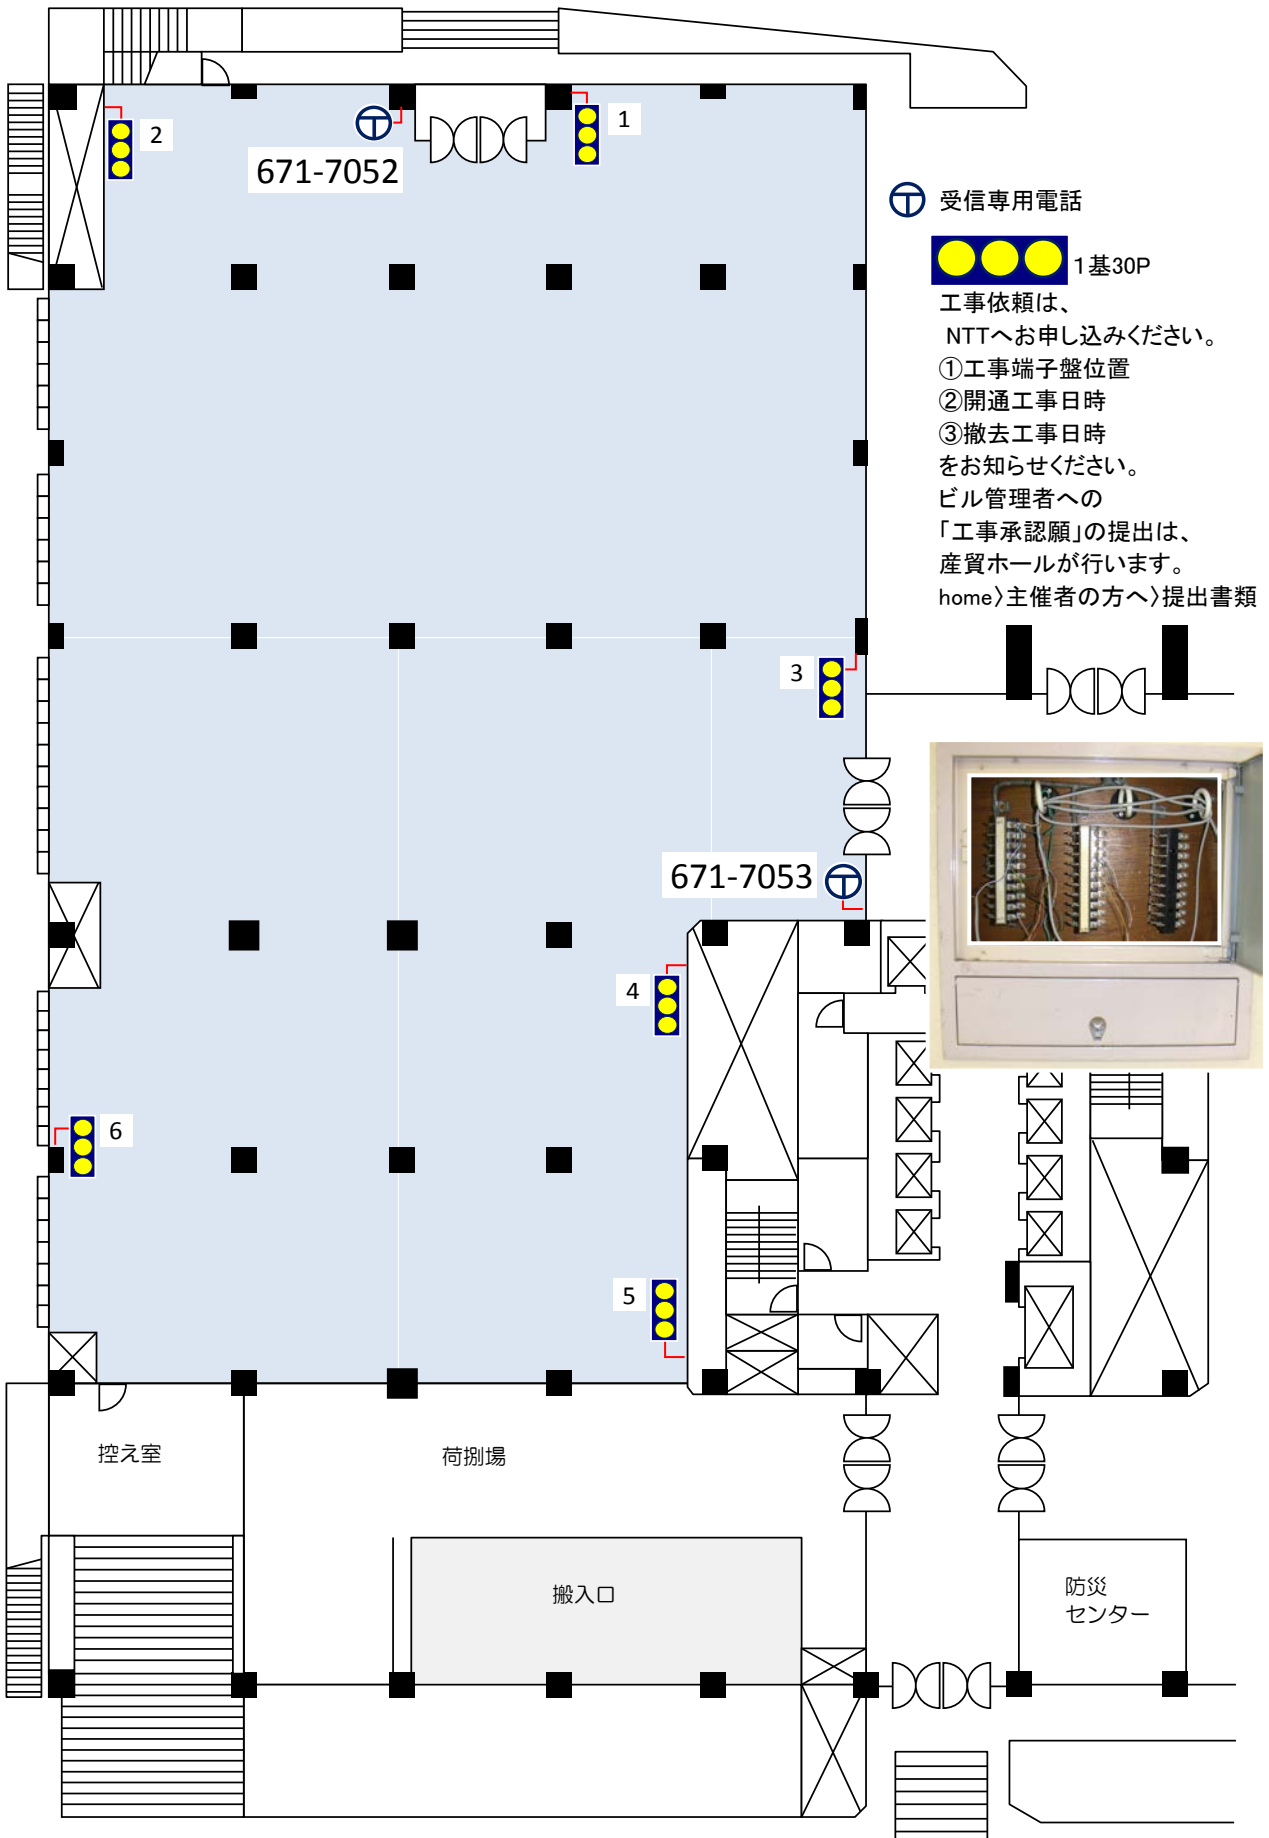 2
1
671-7052
受信専用電話
1基30P
工事依頼は、
NTTへお申し込みください。
①工事端子盤位置
②開通工事日時
③撤去工事日時
をお知らせください。
ビル管理者への
「工事承認願」の提出は、
産貿ホールが行います。
home〉主催者の方へ〉提出書類
3
671-7053
4
6
5
控え室
荷捌場
搬入口
防災
センター